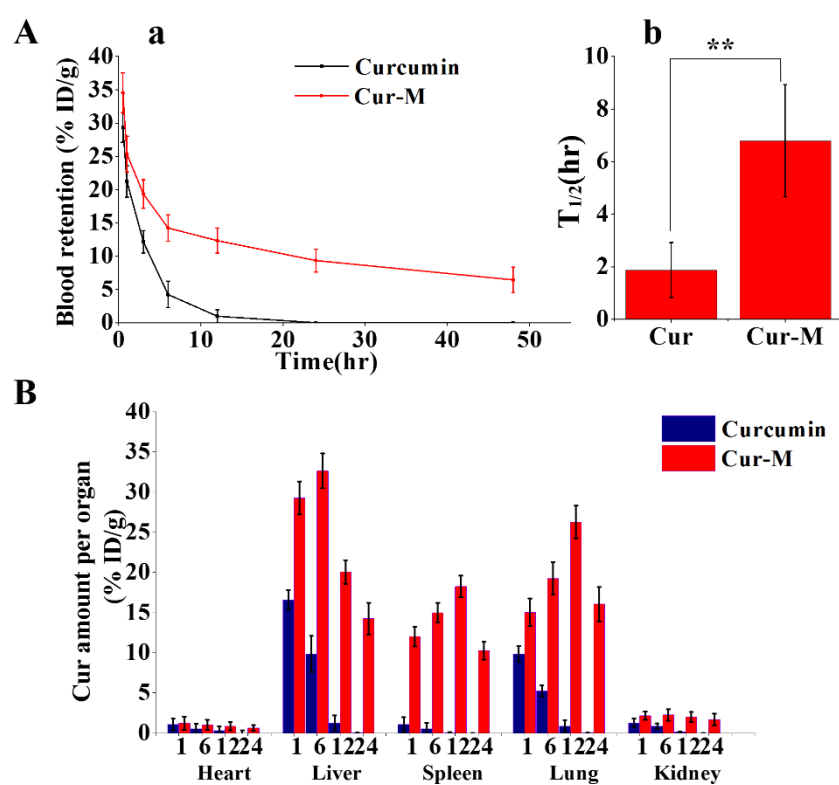 A
a
b
Curcumin
Cur-M
Blood retention (% ID/g)
40
35
30
25
20
15
10
5
0
0 10 20 30 40 50
Time(hr)
**
T1/2(hr)
10
8
6
4
2
0
Cur Cur-M
B
Curcumin
Cur-M
Cur amount per organ
(% ID/g)
40
35
30
25
20
15
10
5
0
1 6 1224 1 6 1224 1 6 1224 1 6 1224 1 6 1224
Heart Liver Spleen Lung Kidney